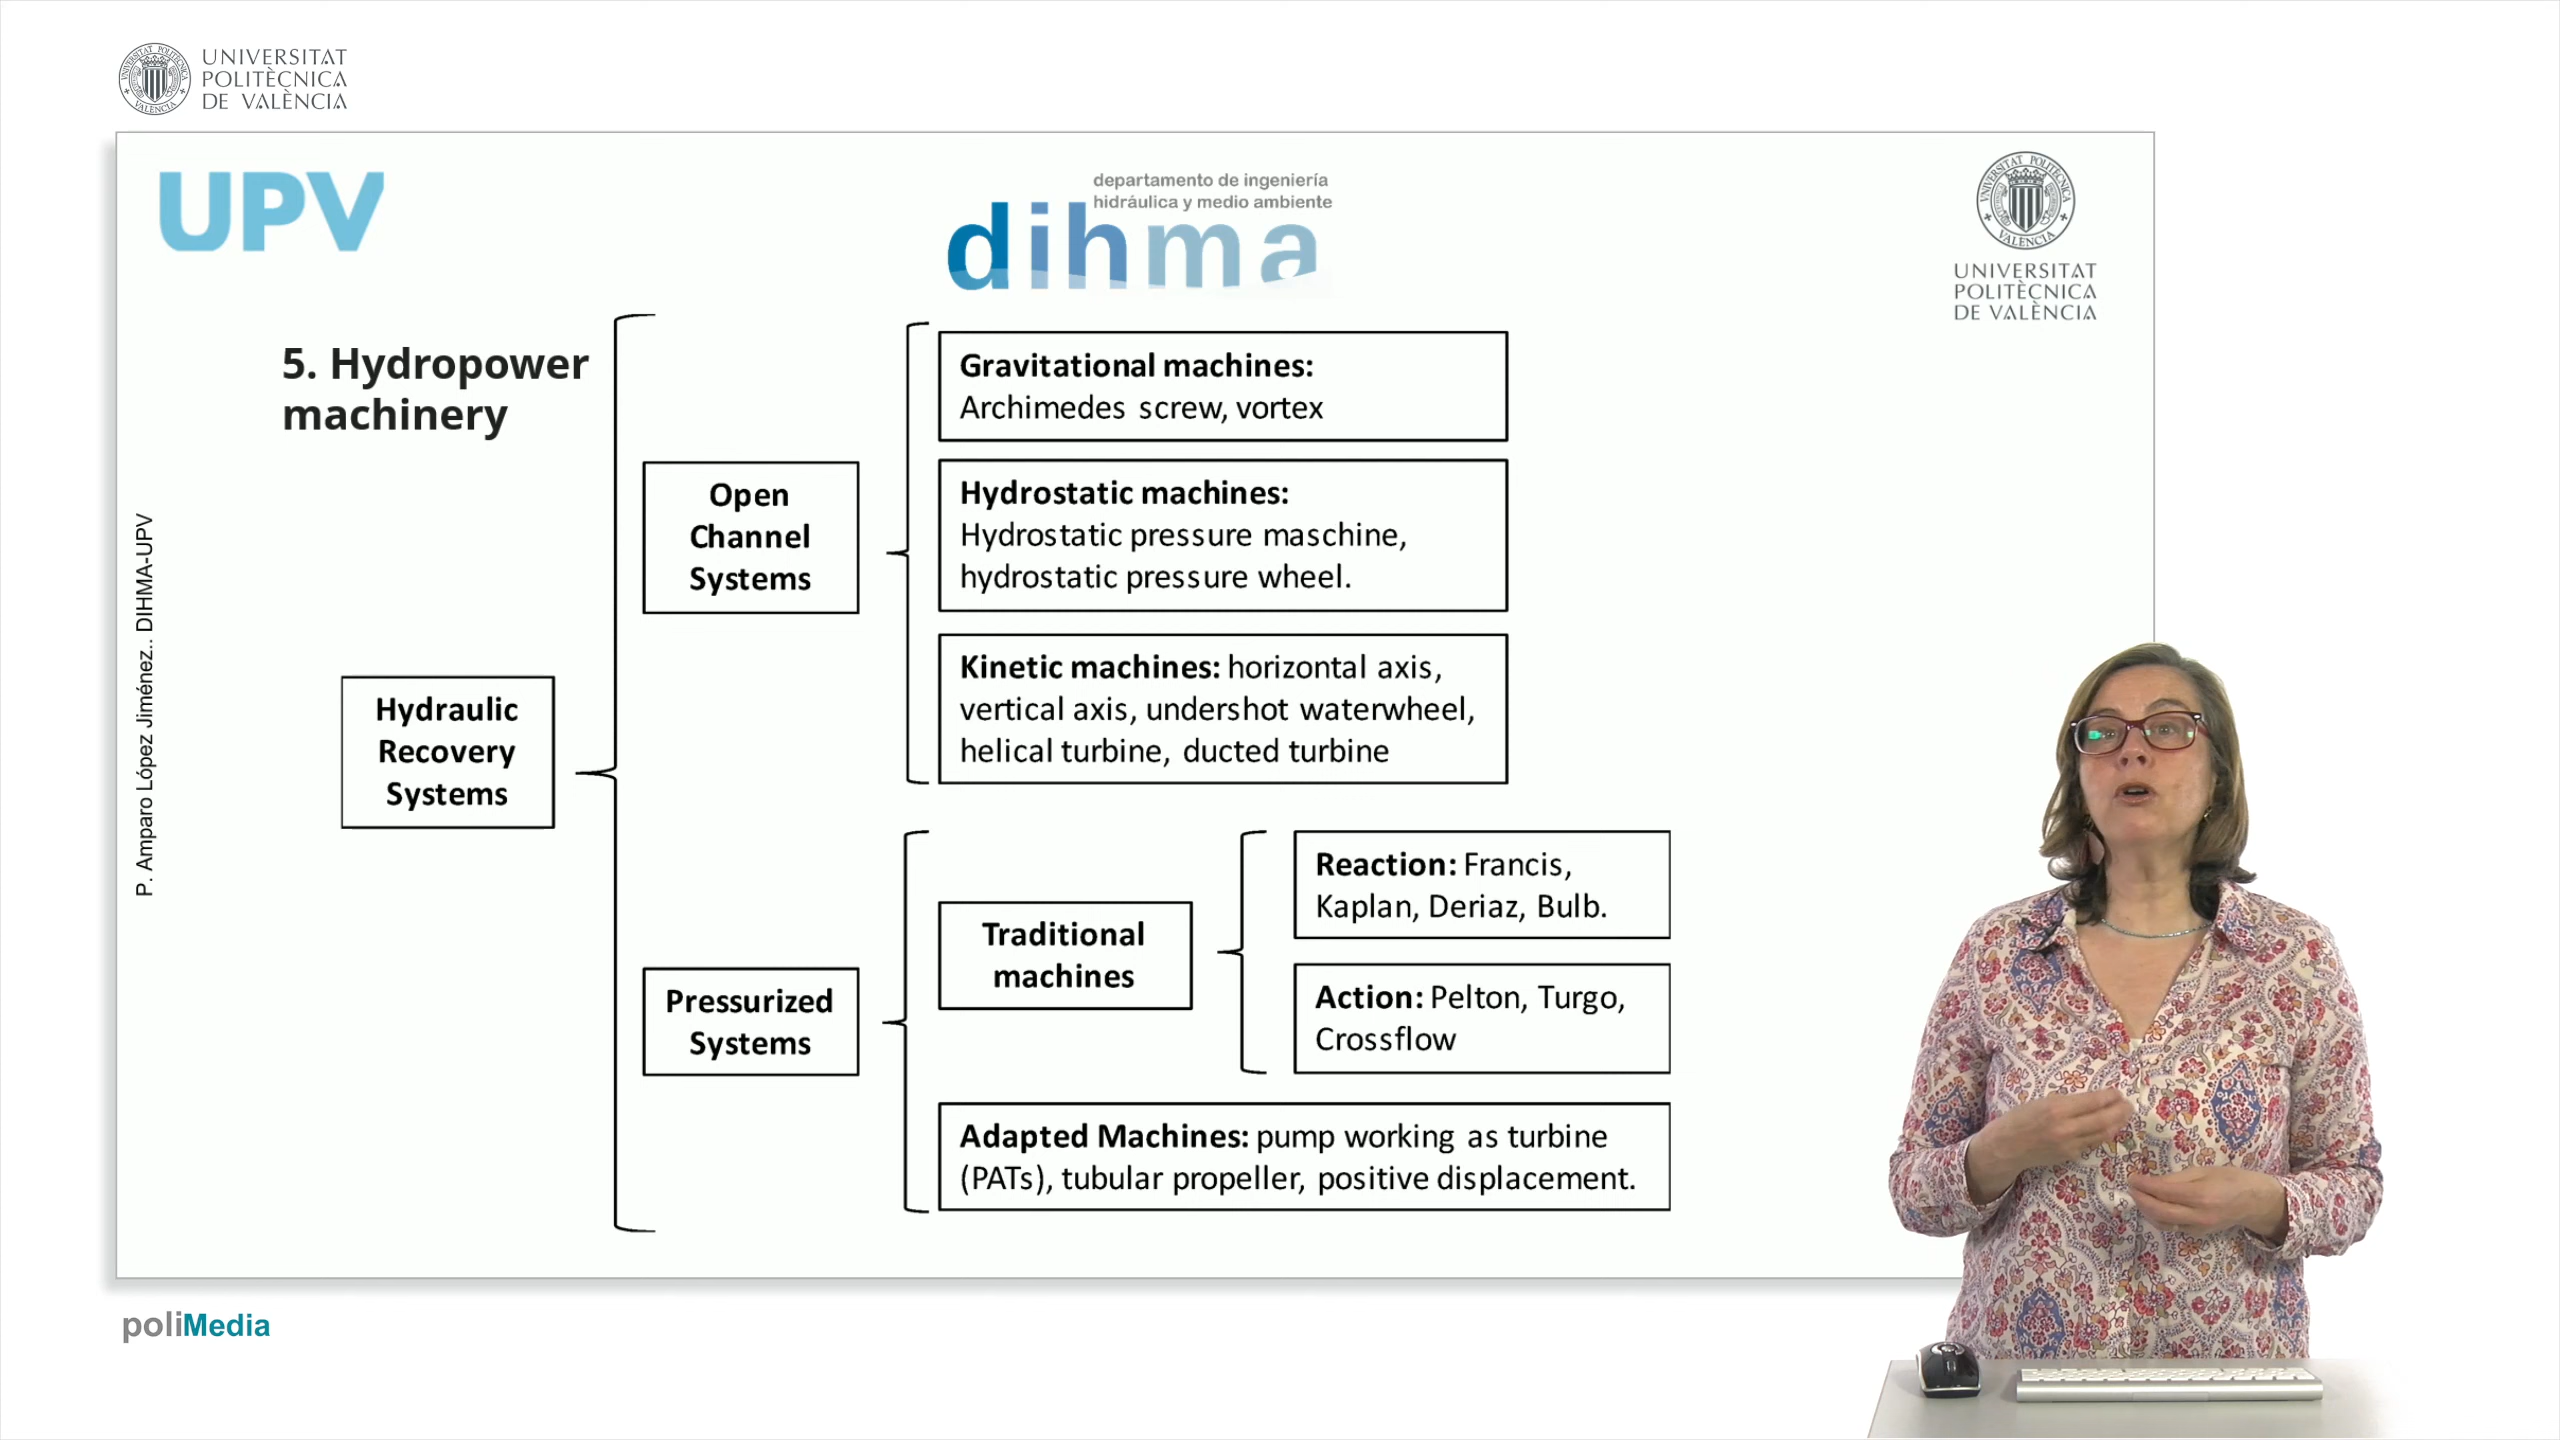 UNIVERSITAT
POLITÈCNICA
DE VALÈNCIA
UPV
departamento de ingeniería
hidráulica y medio ambiente
dihma
UNIVERSITAT
POLITÈCNICA
DE VALÈNCIA
5. Hydropower
machinery
P. Amparo López Jiménez.. DIHMA-UPV
Hydraulic
Recovery
Systems
Open
Channel
Systems
Gravitational machines:
Archimedes screw, vortex
Hydrostatic machines:
Hydrostatic pressure maschine,
hydrostatic pressure wheel.
Kinetic machines: horizontal axis,
vertical axis, undershot waterwheel,
helical turbine, ducted turbine
Pressurized
Systems
Traditional
machines
Reaction: Francis,
Kaplan, Deriaz, Bulb.
Action: Pelton, Turgo,
Crossflow
Adapted Machines: pump working as turbine
(PATs), tubular propeller, positive displacement.
poliMedia